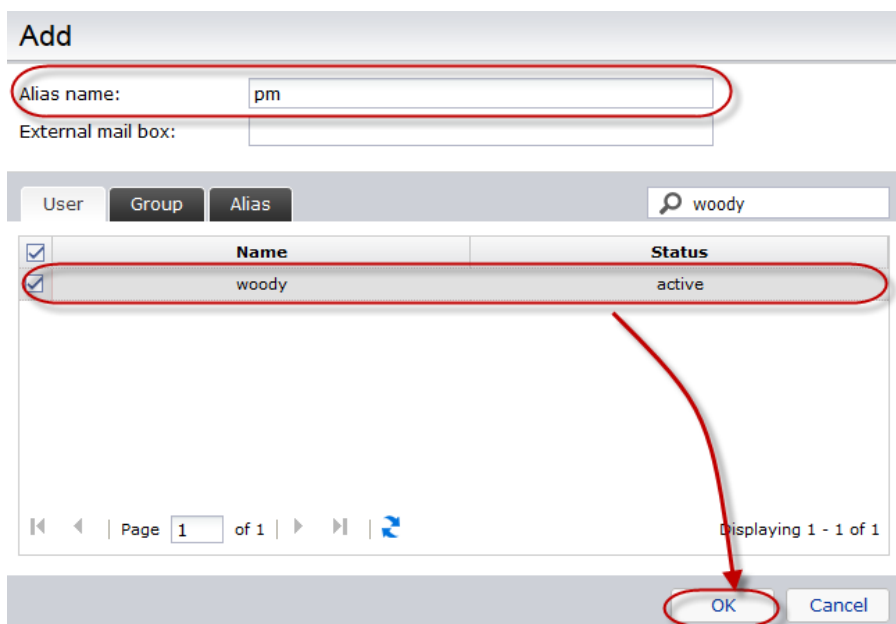 Add
Alias name: pm
External mail box:
User Group Alias woody
Name Status
woody active
Page 1 of 1 Displaying 1 - 1 of 1
OK Cancel